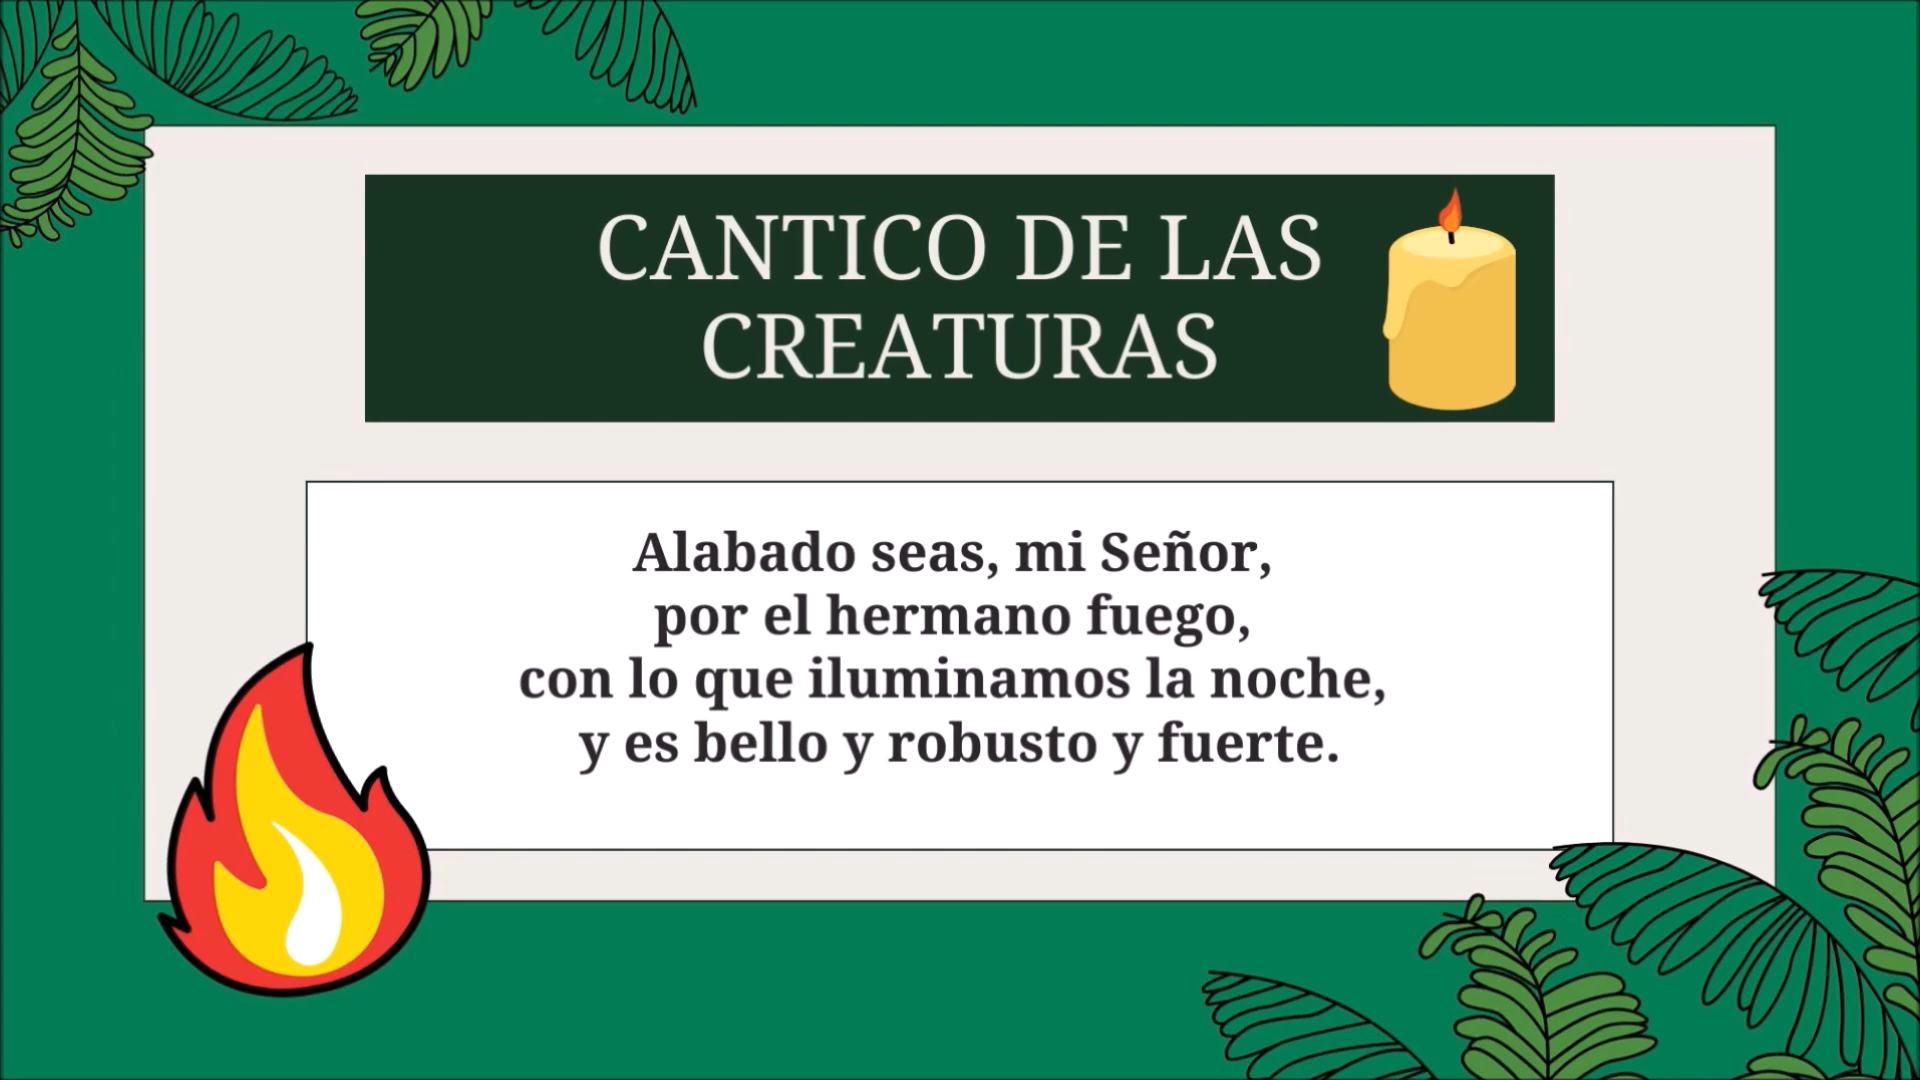 CANTICO DE LAS
CREATURAS
Alabado seas, mi Señor,
por el hermano fuego,
con lo que iluminamos la noche,
y es bello y robusto y fuerte.